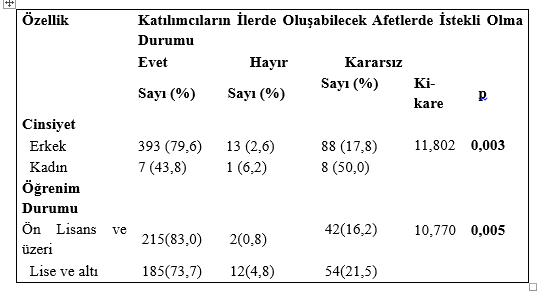 Özellik Katılımcıların İlerde Oluşabilecek Afetlerde İstekli Olma
Durumu
Evet Hayır Kararsız
Sayı (%) Sayı (%) Sayı (%) Ki-
kare p
Cinsiyet
Erkek 393 (79,6) 13 (2,6) 88 (17,8) 11,802 0,003
Kadın 7 (43,8) 1 (6,2) 8 (50,0)
Öğrenim
Durumu
Ön Lisans ve
üzeri 215(83,0) 2(0,8) 42(16,2) 10,770 0,005
Lise ve altı 185(73,7) 12(4,8) 54(21,5)